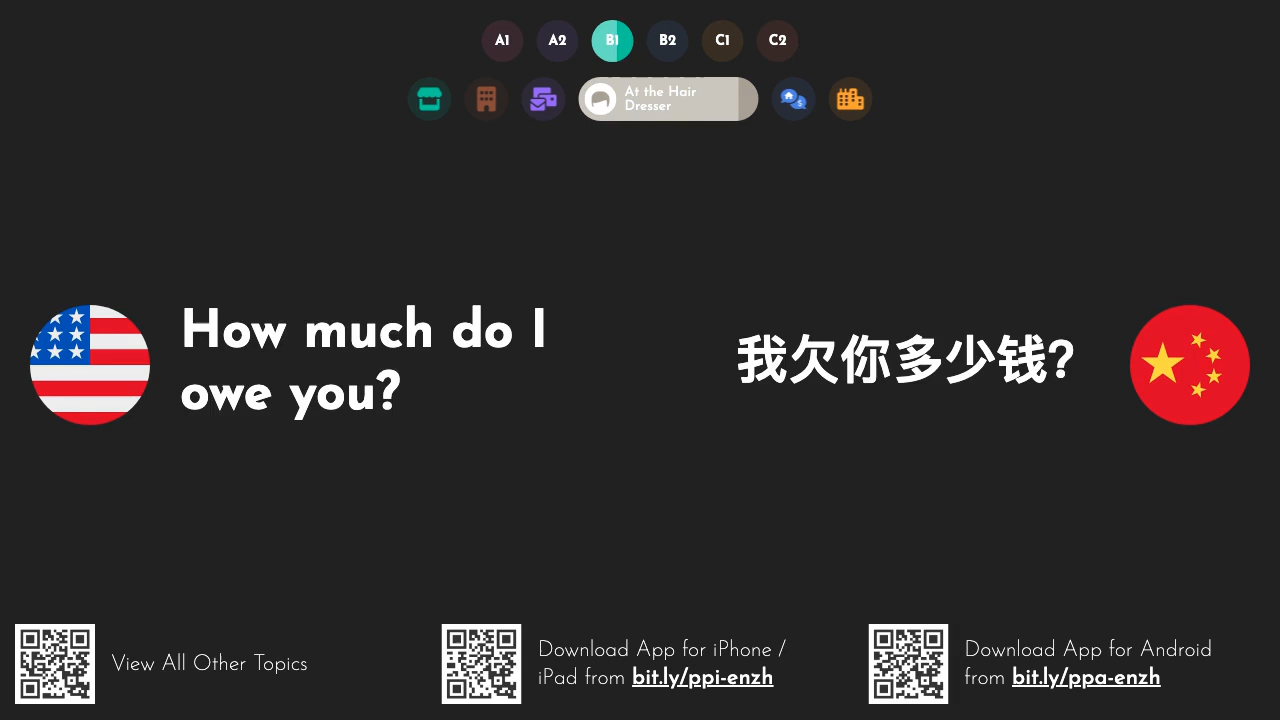 A1 A2 B1 B2 C1 C2
At the Hair
Dresser
How much do I
owe you?
我欠你多少钱?
View All Other Topics
Download App for iPhone /
iPad from bit.ly/ppi-enzh
Download App for Android
from bit.ly/ppa-enzh